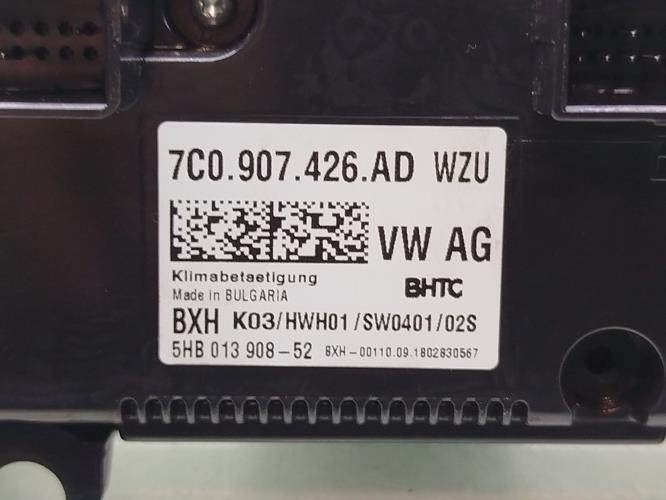 7C0.907.426.AD WZU
VW AG
Klimabetaetigung
BHTC
Made in BULGARIA
BXH K03/HWH01/SW0401/02S
5HB 013 908-52 BXH-00110.09.1802830567